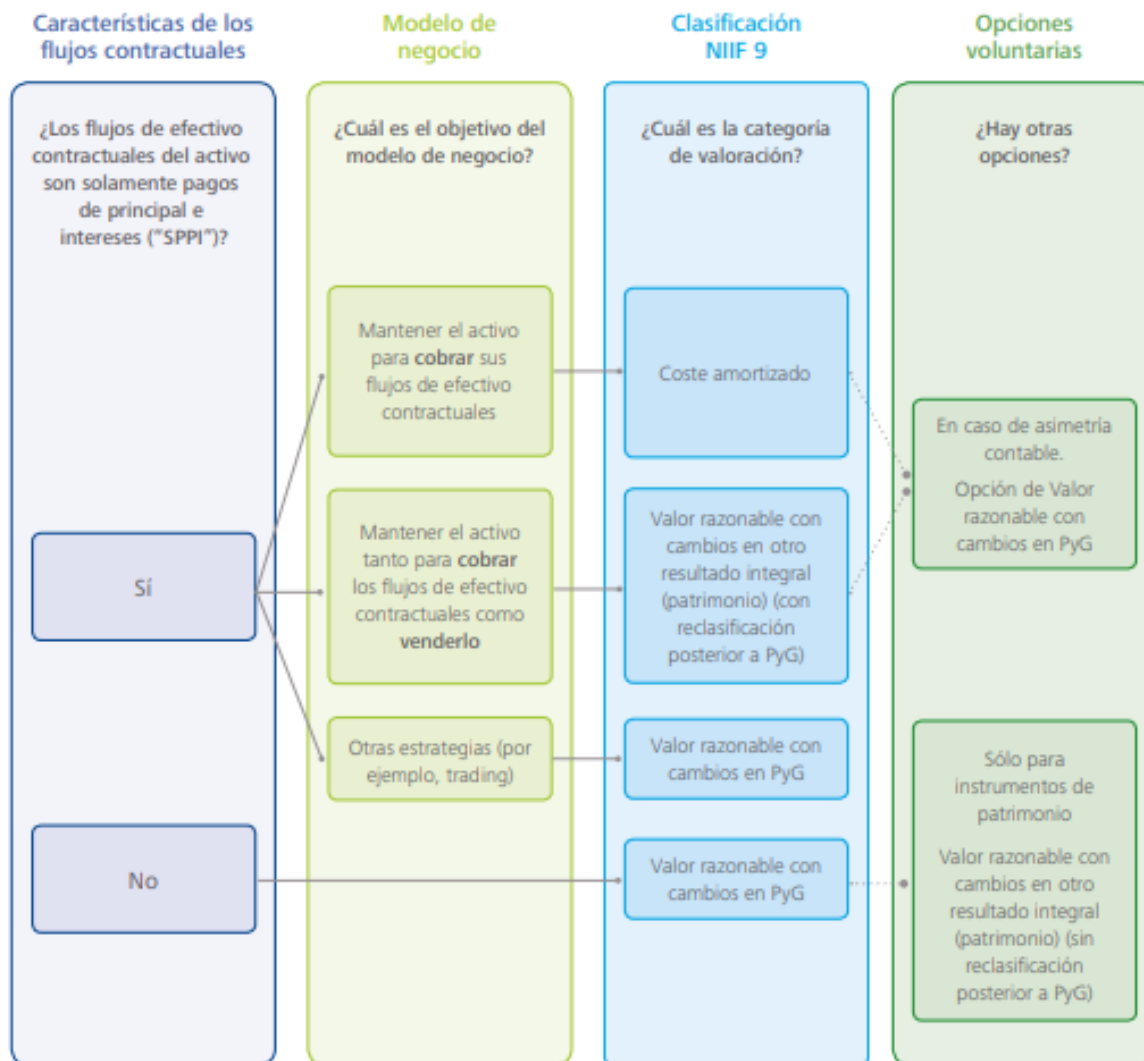 Características de los
flujos contractuales
¿Los flujos de efectivo
contractuales del activo
son solamente pagos
de principal e
intereses ("SPPI")?
Sí
No
Modelo de
negocio
¿Cuál es el objetivo del
modelo de negocio?
Mantener el activo
para cobrar sus
flujos de efectivo
contractuales
Mantener el activo
tanto para cobrar
los flujos de efectivo
contractuales como
venderlo
Otras estrategias (por
ejemplo, trading)
Clasificación
NIIF 9
¿Cuál es la categoría
de valoración?
Coste amortizado
Valor razonable con
cambios en otro
resultado integral
(patrimonio) (con
reclasificación
posterior a PyG)
Valor razonable con
cambios en PyG
Valor razonable con
cambios en PyG
Opciones
voluntarias
¿Hay otras
opciones?
En caso de asimetría
contable.
Opción de Valor
razonable con
cambios en PyG
Sólo para
instrumentos de
patrimonio
Valor razonable con
cambios en otro
resultado integral
(patrimonio) (sin
reclasificación
posterior a PyG)